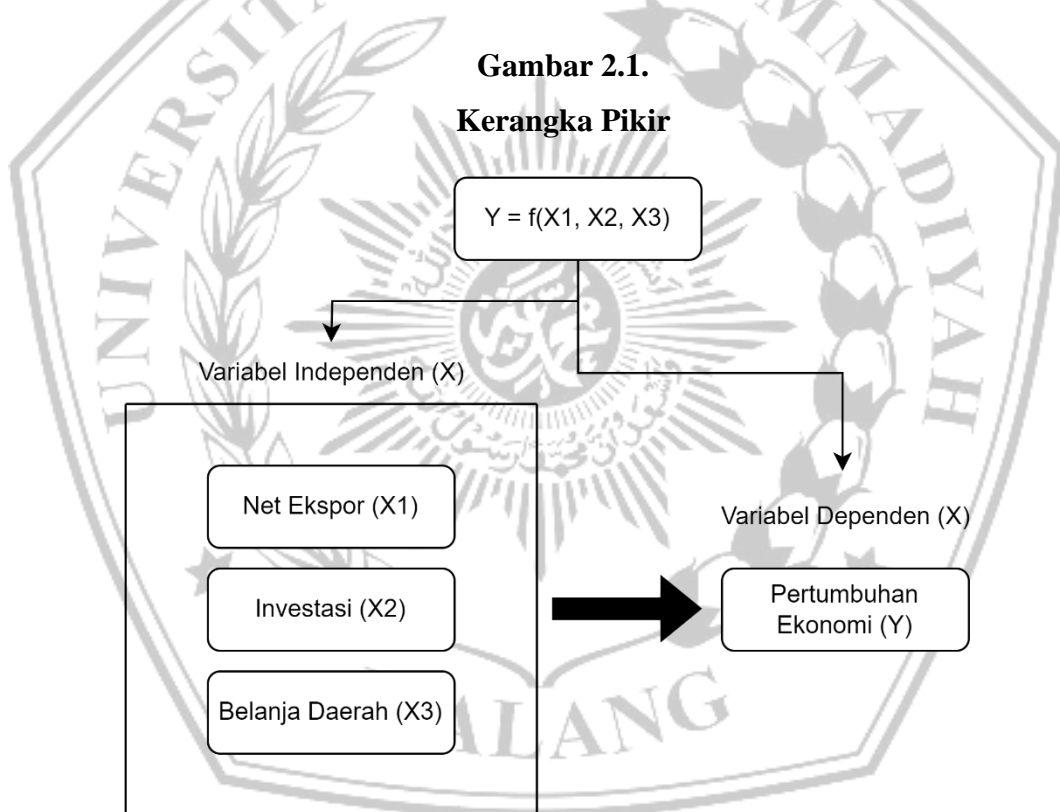 Gambar 2.1.
Kerangka Pikir
Y = f(X1, X2, X3)
Variabel Independen (X)
Net Ekspor (X1)
Investasi (X2)
Belanja Daerah (X3)
Variabel Dependen (X)
Pertumbuhan
Ekonomi (Y)